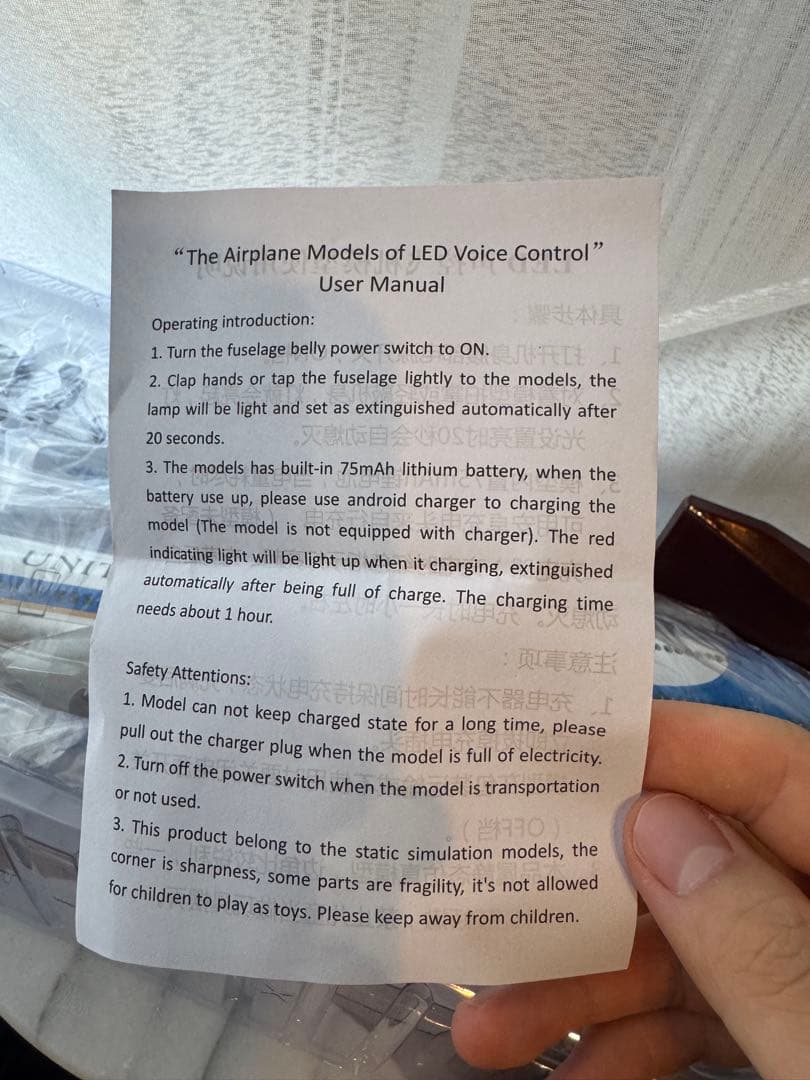 “The Airplane Models of LED Voice Control”
User Manual
Operating introduction:
1. Turn the fuselage belly power switch to ON.
2. Clap hands or tap the fuselage lightly to the models, the
lamp will be light and set as extinguished automatically after
20 seconds.
3. The models has built-in 75mAh lithium battery, when the
battery use up, please use android charger to charging the
model (The model is not equipped with charger). The red
indicating light will be light up when it charging, extinguished
automatically after being full of charge. The charging time
needs about 1 hour.
Safety Attentions:
1. Model can not keep charged state for a long time, please
pull out the charger plug when the model is full of electricity.
2. Turn off the power switch when the model is transportation
or not used.
3. This product belong to the static simulation models, the
corner is sharpness, some parts are fragility, it's not allowed
for children to play as toys. Please keep away from children.